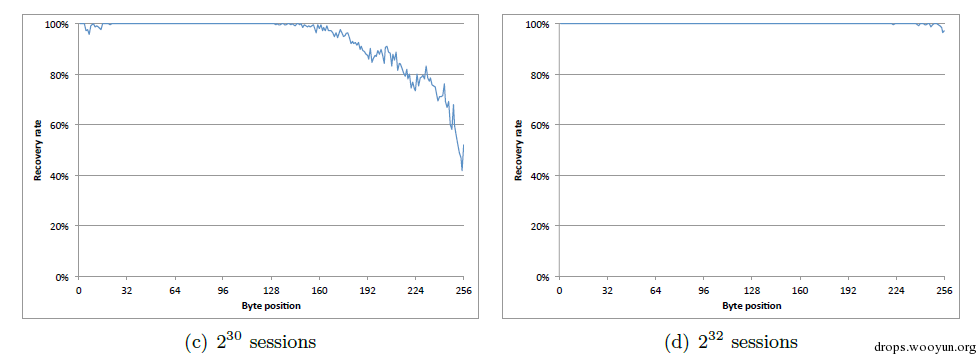 100%
80%
60%
40%
20%
0%
Recovery rate
0 32 64 96 128 160 192 224 256
Byte position
(c) 2^30 sessions
100%
80%
60%
40%
20%
0%
Recovery rate
0 32 64 96 128 160 192 224 256
Byte position
(d) 2^32 sessions
drops.wooyun.org